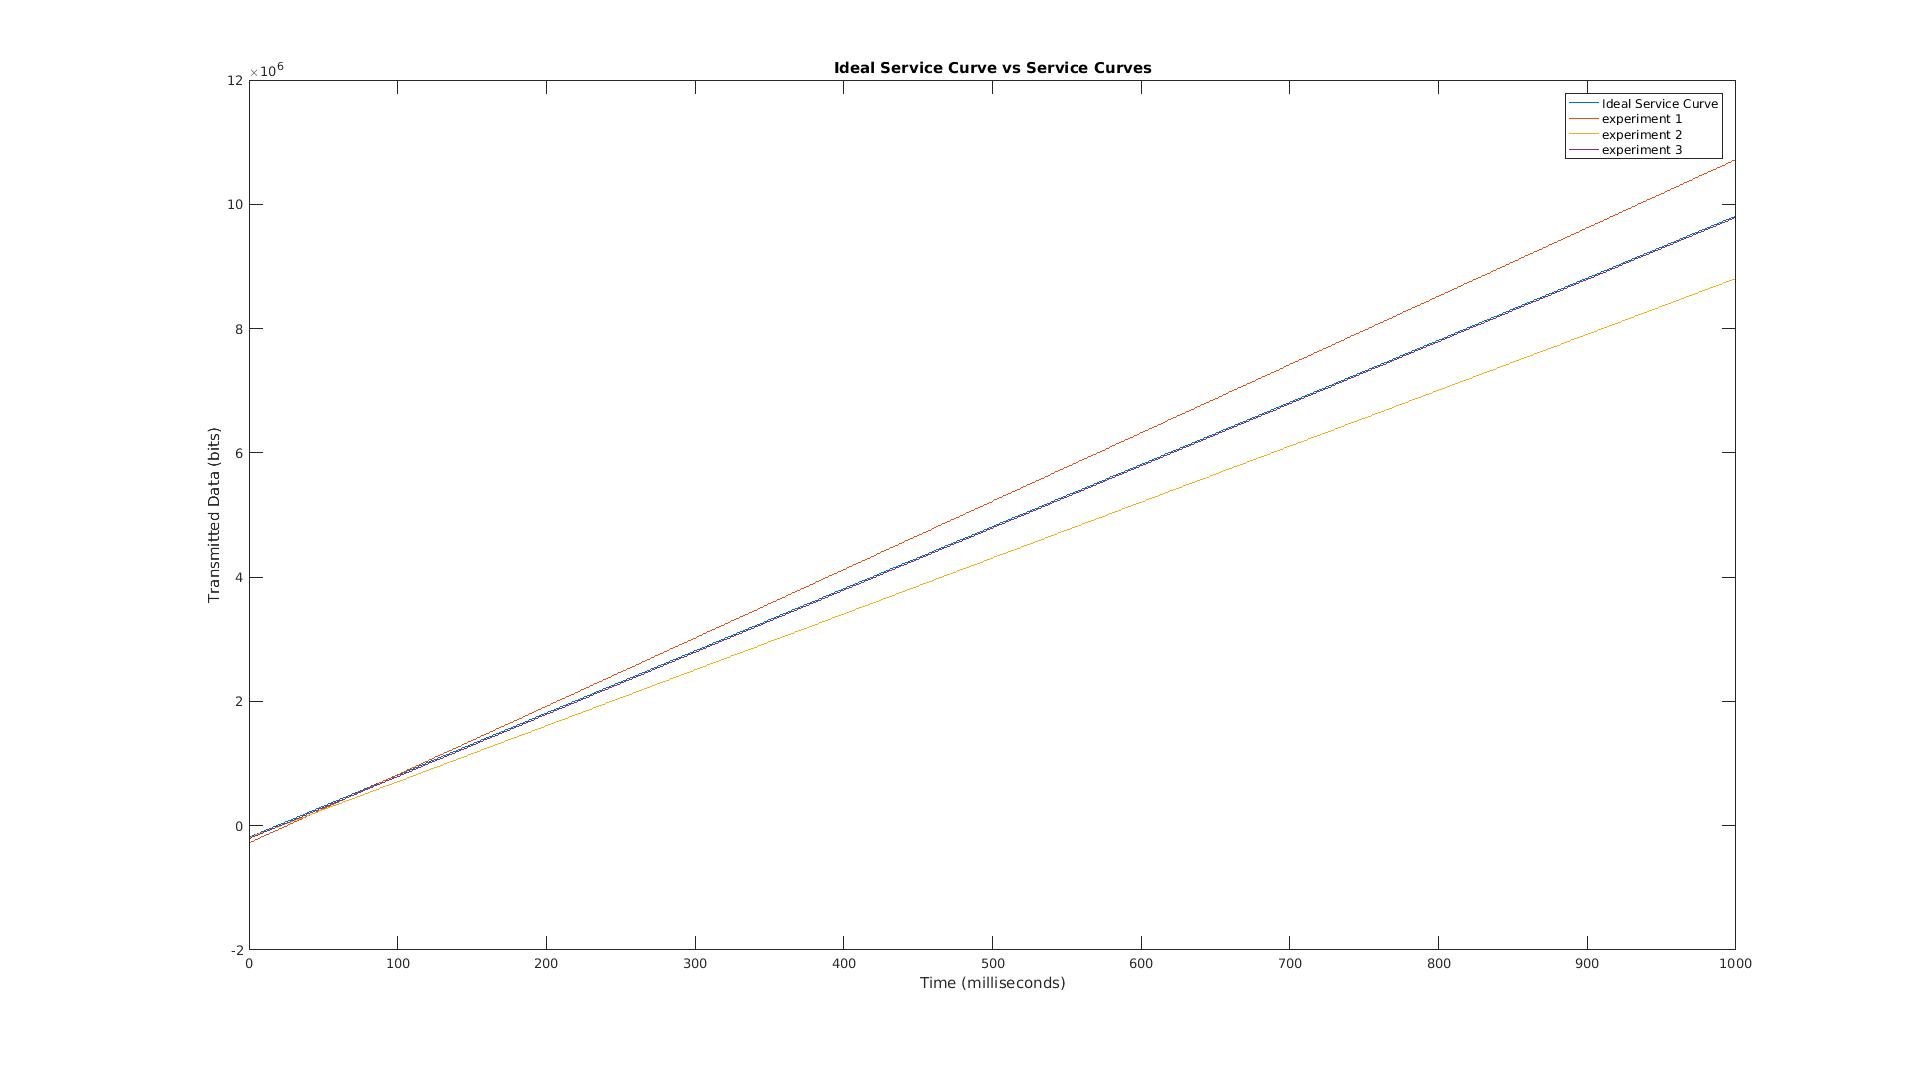 Ideal Service Curve vs Service Curves
×10^6
12
10
8
6
4
2
0
-2
Transmitted Data (bits)
Ideal Service Curve
experiment 1
experiment 2
experiment 3
0 100 200 300 400 500 600 700 800 900 1000
Time (milliseconds)